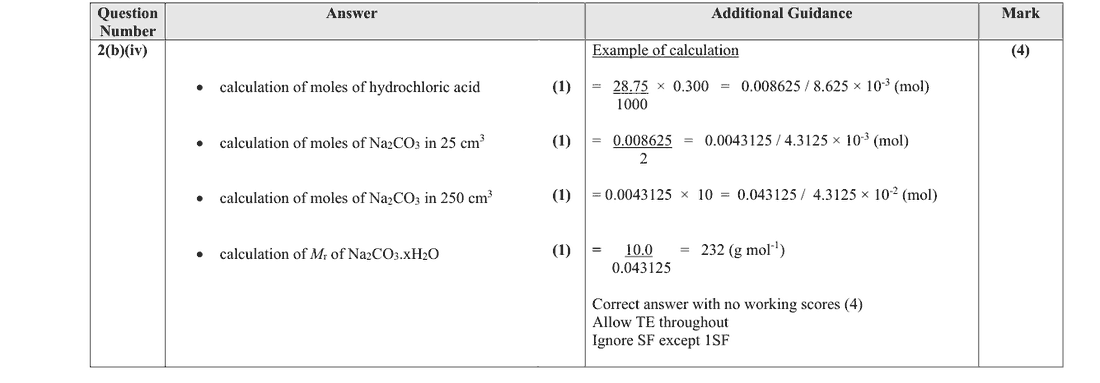 Question Number Answer Additional Guidance Mark
2(b)(iv) Example of calculation (4)
• calculation of moles of hydrochloric acid (1) = 28.75 × 0.300 = 0.008625 / 8.625 × 10⁻³ (mol)
1000
• calculation of moles of Na₂CO₃ in 25 cm³ (1) = 0.008625 = 0.0043125 / 4.3125 × 10⁻³ (mol)
2
• calculation of moles of Na₂CO₃ in 250 cm³ (1) = 0.0043125 × 10 = 0.043125 / 4.3125 × 10⁻² (mol)
• calculation of Mᵣ of Na₂CO₃.xH₂O (1) = 10.0 = 232 (g mol⁻¹)
0.043125
Correct answer with no working scores (4)
Allow TE throughout
Ignore SF except 1SF